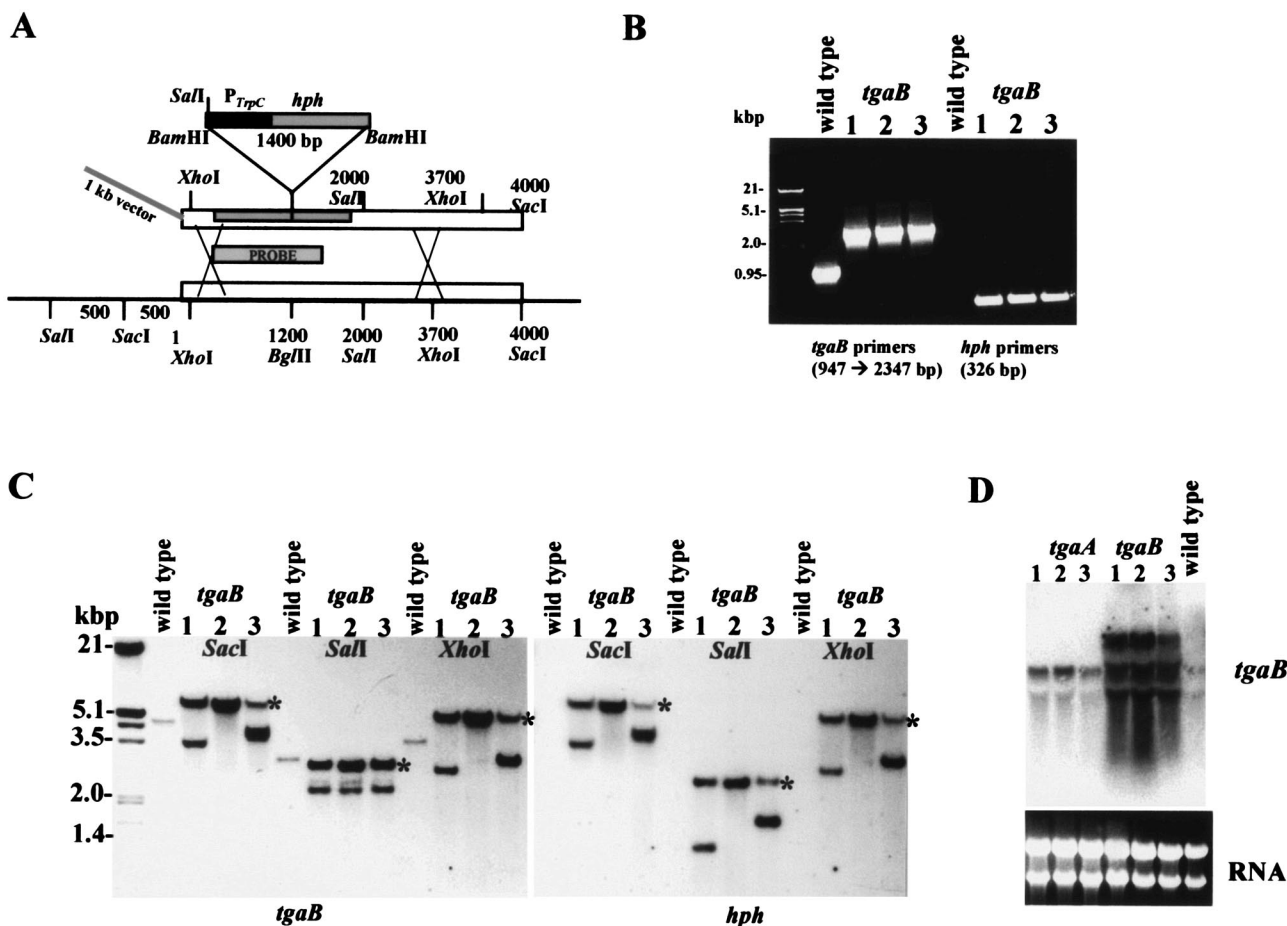 A
SalI PTrpC hph
BamHI 1400 bp BamHI
1 kb vector
XhoI 2000 SalI 3700 XhoI 4000 SacI
PROBE
500 500 1 1200 2000 3700 4000
SalI SacI XhoI BglII SalI XhoI SacI
B
wild type tgaB wild type tgaB
kbp 1 2 3 1 2 3
21-
5.1-
2.0-
0.95-
tgaB primers hph primers
(947 → 2347 bp) (326 bp)
C
wild type tgaB wild type tgaB wild type tgaB wild type tgaB wild type tgaB wild type tgaB
kbp 1 2 3 1 2 3 1 2 3 1 2 3 1 2 3 1 2 3
SacI SalI XhoI SacI SalI XhoI
21-
5.1-
3.5-
2.0-
1.4-
* * * * * *
tgaB hph
D
tgaA tgaB wild type
1 2 3 1 2 3
tgaB
RNA